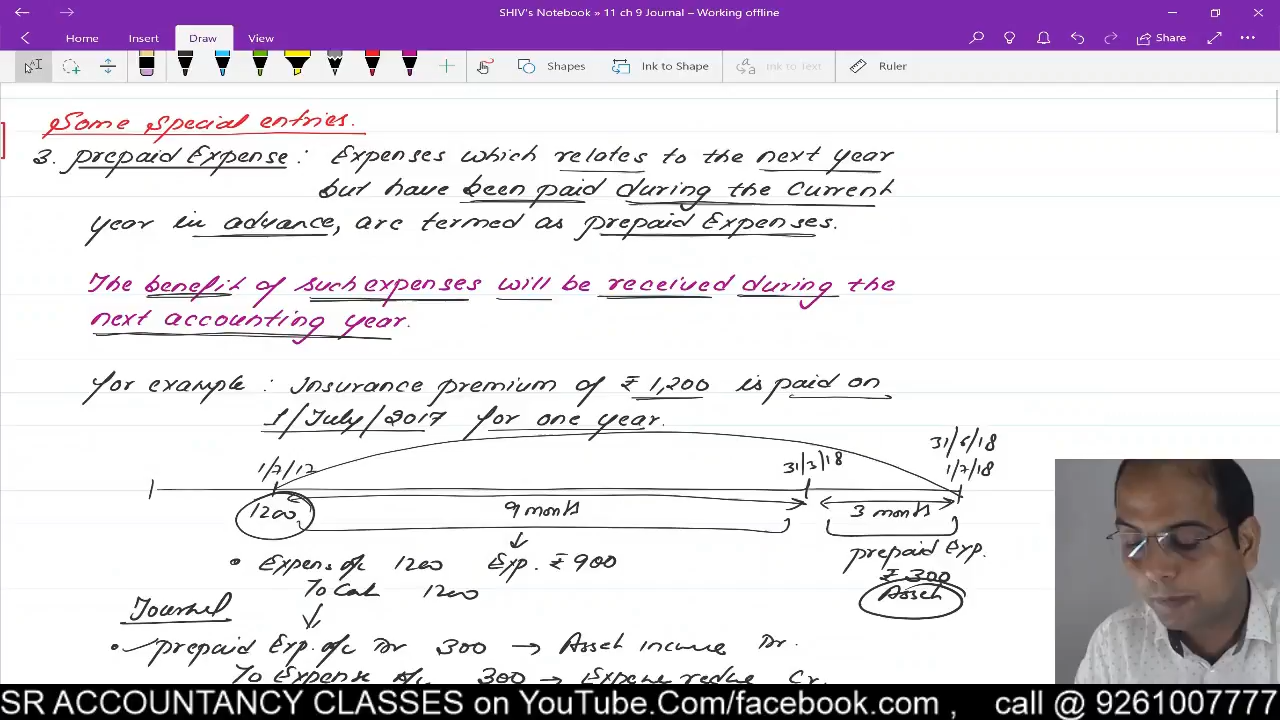 SHIV's Notebook » 11 ch 9 Journal – Working offline
Home Insert Draw View Share
Shapes Ink to Shape Ink to Text Ruler
Some special entries.
3. prepaid Expense : Expenses which relates to the next year
but have been paid during the current
year in advance, are termed as prepaid Expenses.
The benefit of such expenses will be received during the
next accounting year.
for example : Insurance premium of ₹ 1,200 is paid on
1/July/2017 for one year.
1/7/17 31/3/18 31/6/18
1/7/18
1200 9 months 3 months
prepaid Exp.
₹ 300
Asset
• Expens a/c 1200 Exp. ₹ 900
To Cash 1200
Journal
• prepaid Exp. a/c Dr 300 → Asset increase Dr.
To Expense a/c 300 → Expense reduce Cr.
SR ACCOUNTANCY CLASSES on YouTube.Com/facebook.com , call @ 9261007777